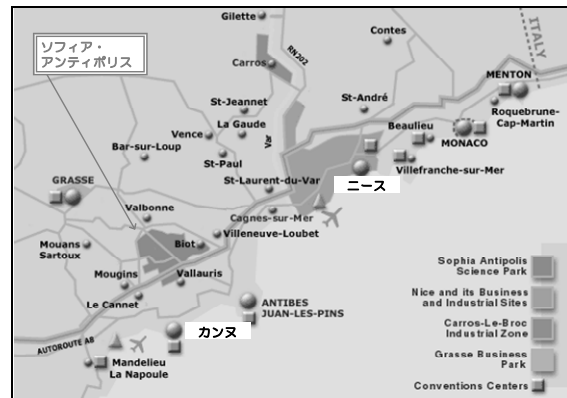 Gilette
Contes
ITALY
ソフィア・
アンティポリス
RN202
Carros
MENTON
St-Jeannet
St-André
Roquebrune-
Cap-Martin
La Gaude
Var
Beaulieu
MONACO
Vence
Bar-sur-Loup
St-Paul
Villefranche-sur-Mer
GRASSE
St-Laurent-du-Var
ニース
Valbonne
Cagnes-sur-Mer
Villeneuve-Loubet
Mouans
Sartoux
Biot
Mougins
Vallauris
Le Cannet
ANTIBES
JUAN-LES-PINS
AUTOROUTE A8
カンヌ
Mandelieu
La Napoule
Sophia Antipolis
Science Park
Nice and its Business
and Industrial Sites
Carros-Le-Broc
Industrial Zone
Grasse Business
Park
Conventions Centers